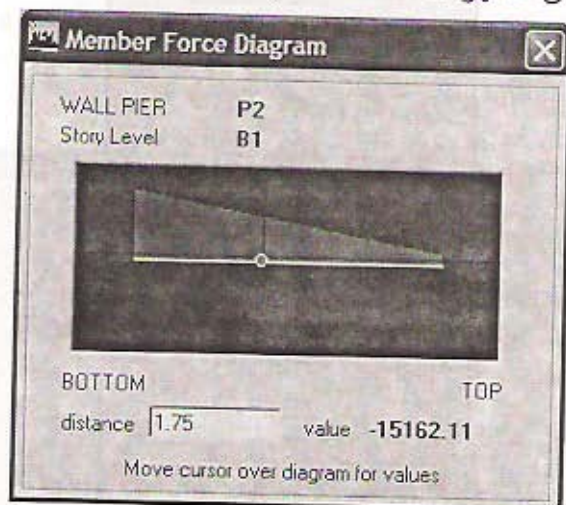 Member Force Diagram
WALL PIER P2
Story Level B1
BOTTOM TOP
distance 1.75 value -15162.11
Move cursor over diagram for values